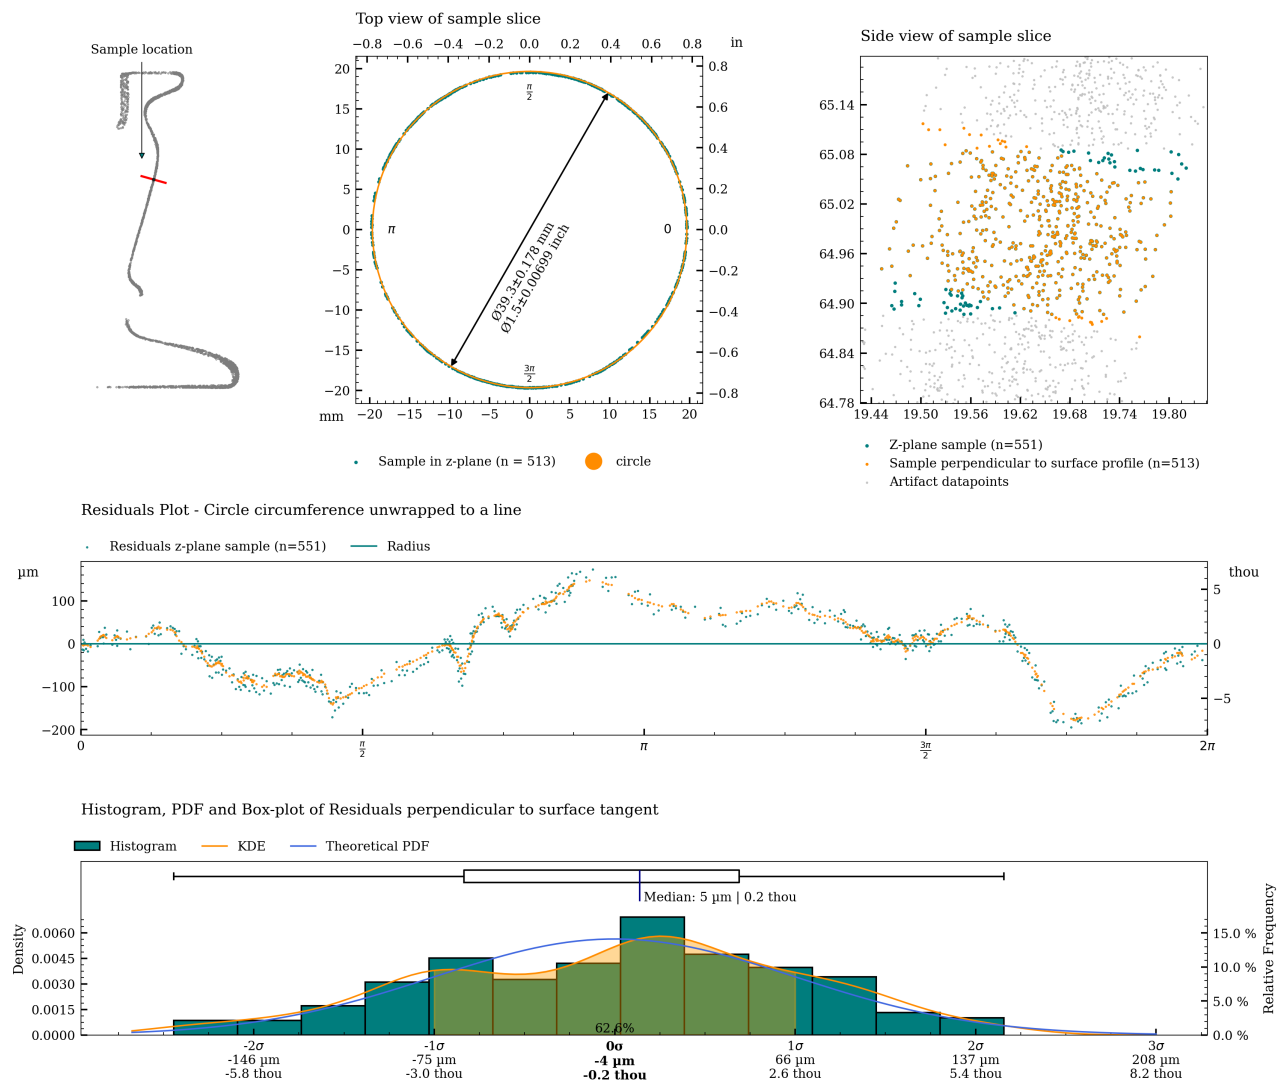 Sample location
Top view of sample slice
−0.8 −0.6 −0.4 −0.2 0.0 0.2 0.4 0.6 0.8 in
20 15 10 5 0 −5 −10 −15 −20
0.8 0.6 0.4 0.2 0.0 −0.2 −0.4 −0.6 −0.8
π/2
π
0
3π/2
Ø39.3±0.178 mm
Ø1.5±0.00699 inch
mm −20 −15 −10 −5 0 5 10 15 20
Sample in z-plane (n = 513) circle
Side view of sample slice
65.14
65.08
65.02
64.96
64.90
64.84
64.78
19.44 19.50 19.56 19.62 19.68 19.74 19.80
Z-plane sample (n=551)
Sample perpendicular to surface profile (n=513)
Artifact datapoints
Residuals Plot - Circle circumference unwrapped to a line
Residuals z-plane sample (n=551) Radius
µm thou
100 5
0 0
−100 −5
−200
0 π/2 π 3π/2 2π
Histogram, PDF and Box-plot of Residuals perpendicular to surface tangent
Histogram KDE Theoretical PDF
Median: 5 µm | 0.2 thou
Density
0.0060
0.0045
0.0030
0.0015
0.0000
Relative Frequency
15.0 %
10.0 %
5.0 %
0.0 %
62.6%
-2σ -1σ 0σ 1σ 2σ 3σ
-146 µm -75 µm -4 µm 66 µm 137 µm 208 µm
-5.8 thou -3.0 thou -0.2 thou 2.6 thou 5.4 thou 8.2 thou